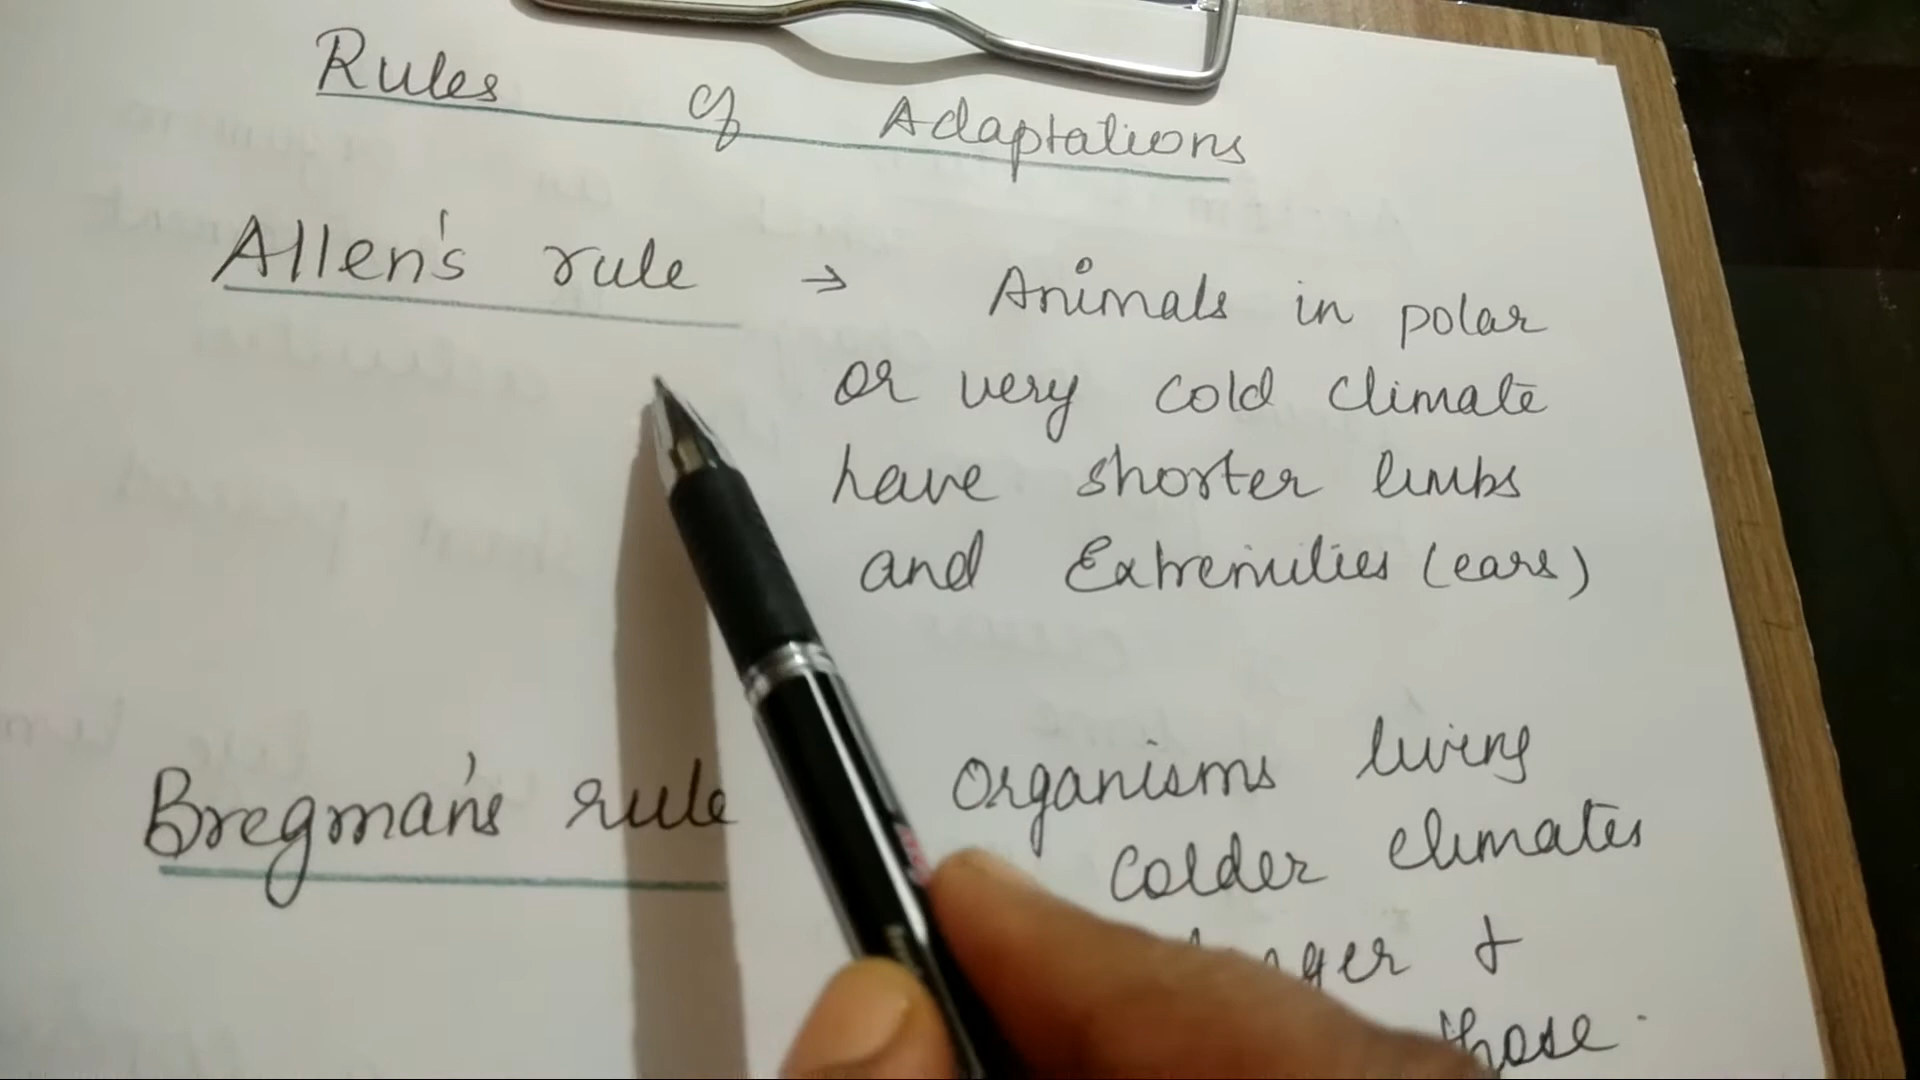 Rules of Adaptations
Allen's rule → Animals in polar
or very cold climate
have shorter limbs
and Extremities (ears)
Bregman's rule organisms living
colder climates
&
those